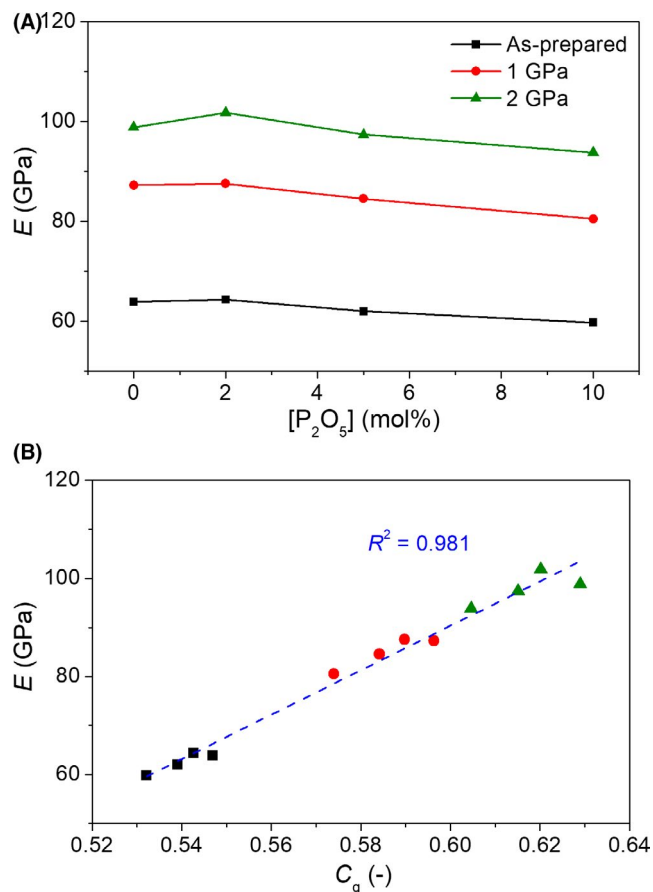 (A)
120
100
80
60
E (GPa)
As-prepared
1 GPa
2 GPa
0 2 4 6 8 10
[P₂O₅] (mol%)
(B)
120
100
80
60
E (GPa)
R² = 0.981
0.52 0.54 0.56 0.58 0.60 0.62 0.64
C_g (-)